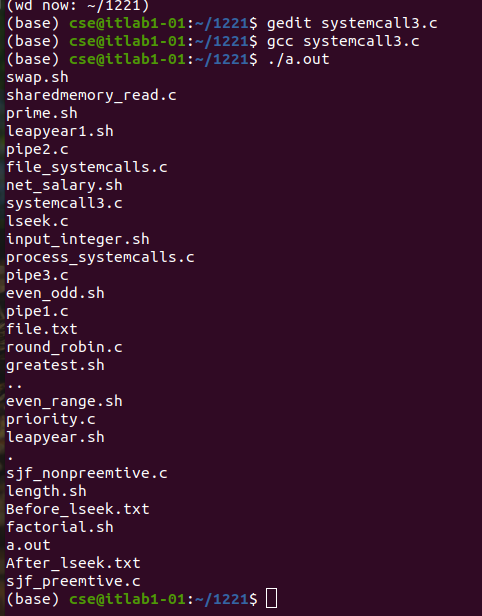 (wd now: ~/1221)
(base) cse@itlab1-01:~/1221$ gedit systemcall3.c
(base) cse@itlab1-01:~/1221$ gcc systemcall3.c
(base) cse@itlab1-01:~/1221$ ./a.out
swap.sh
sharedmemory_read.c
prime.sh
leapyear1.sh
pipe2.c
file_systemcalls.c
net_salary.sh
systemcall3.c
lseek.c
input_integer.sh
process_systemcalls.c
pipe3.c
even_odd.sh
pipe1.c
file.txt
round_robin.c
greatest.sh
..
even_range.sh
priority.c
leapyear.sh
.
sjf_nonpreemtive.c
length.sh
Before_lseek.txt
factorial.sh
a.out
After_lseek.txt
sjf_preemtive.c
(base) cse@itlab1-01:~/1221$